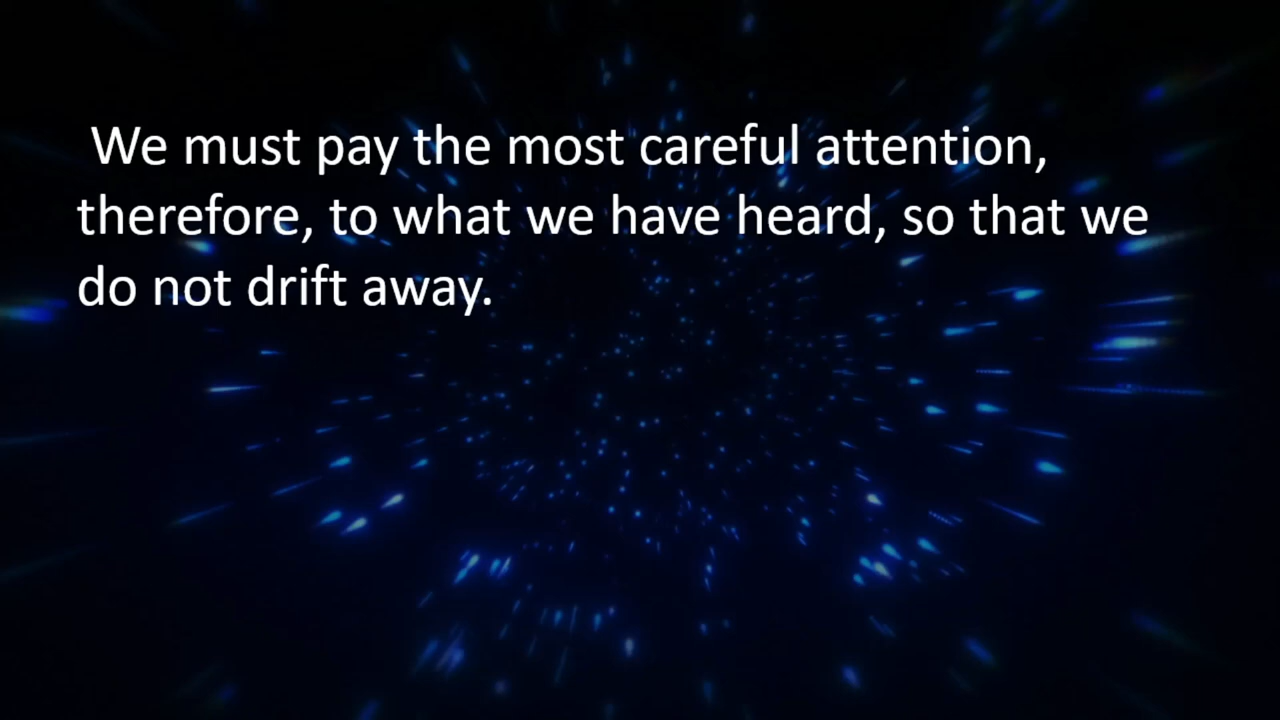 We must pay the most careful attention,
therefore, to what we have heard, so that we
do not drift away.